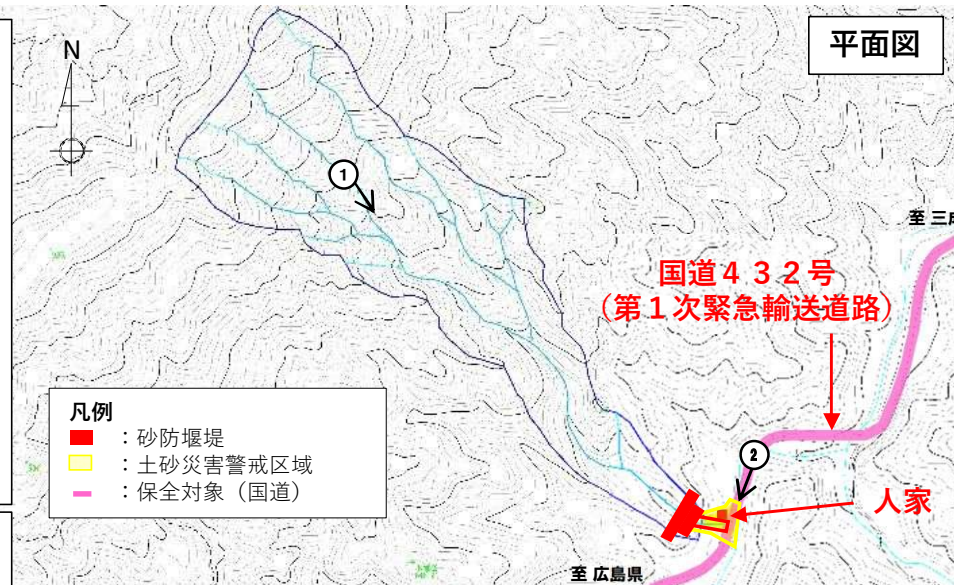 平面図
N
①
至 三成
国道432号
(第1次緊急輸送道路)
凡例
:砂防堰堤
:土砂災害警戒区域
:保全対象(国道)
②
人家
至 広島県